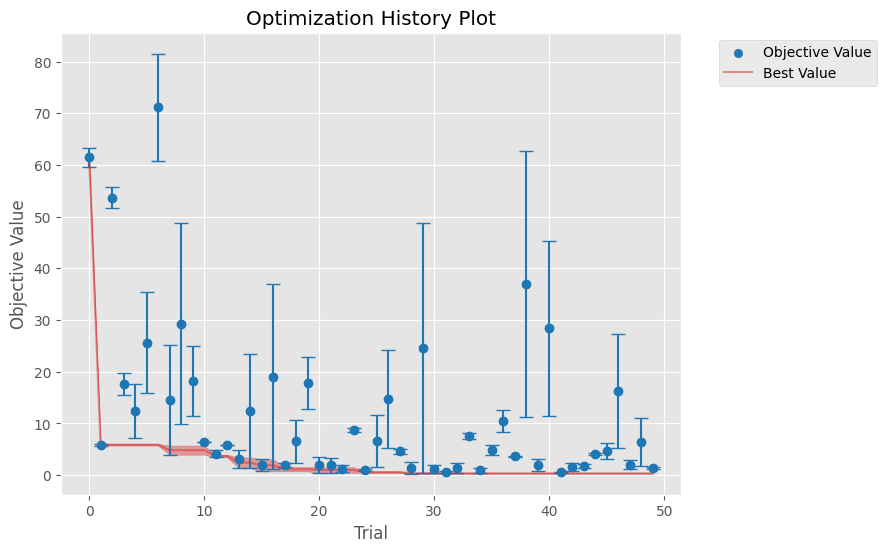 Optimization History Plot
Objective Value
Best Value
80
70
60
50
40
30
20
10
0
Objective Value
0 10 20 30 40 50
Trial